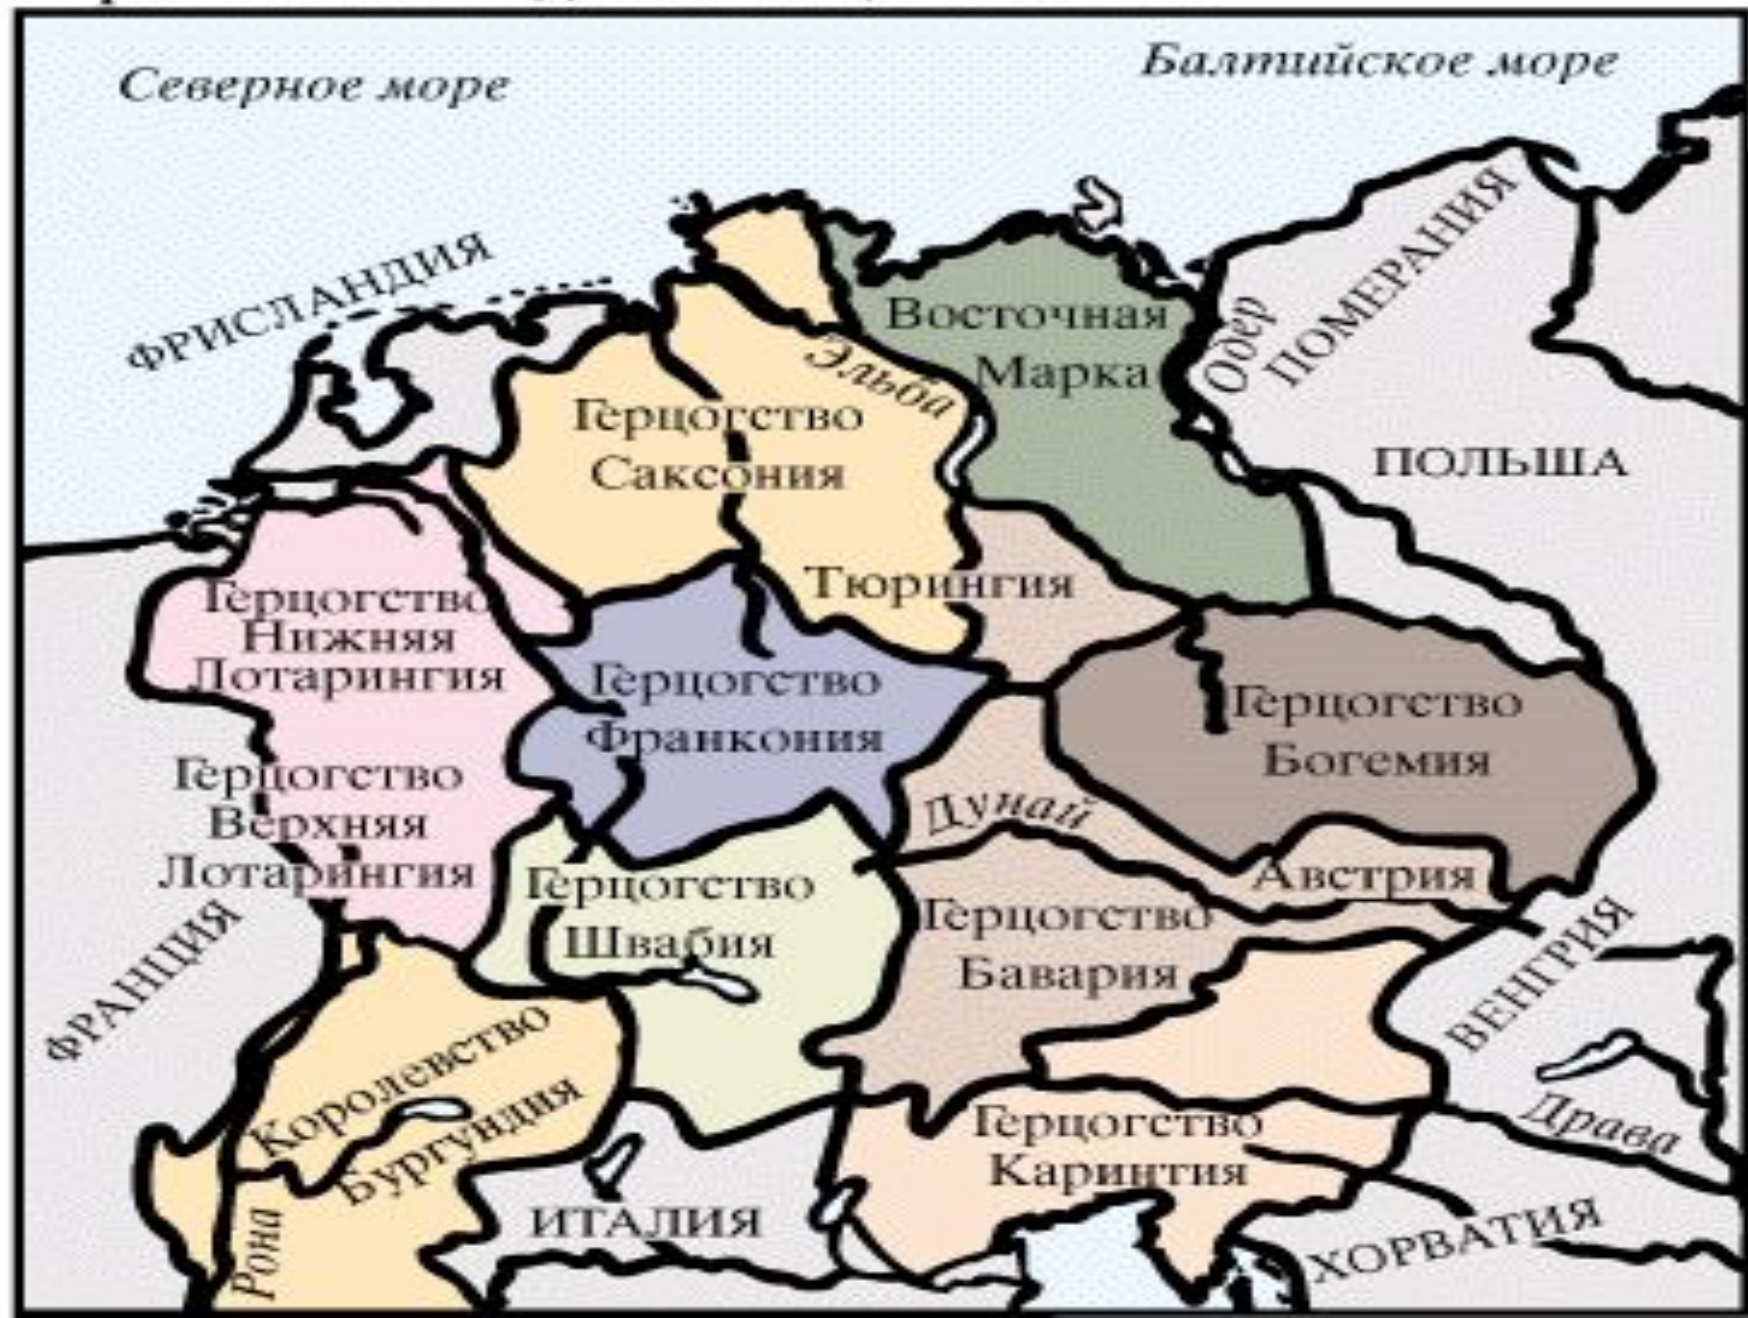 Северное море
Балтийское море
ФРИСЛАНДИЯ
ПОМЕРАНИЯ
Восточная
Марка
Одер
Эльба
Герцогство
Саксония
ПОЛЬША
Тюрингия
Герцогство
Нижняя
Лотарингия
Герцогство
Франкония
Герцогство
Богемия
Герцогство
Верхняя
Лотарингия
Дунай
Австрия
Герцогство
Швабия
Герцогство
Бавария
ФРАНЦИЯ
ВЕНГРИЯ
Королевство
Бургундия
Герцогство
Каринтия
Драва
Рона
ИТАЛИЯ
ХОРВАТИЯ